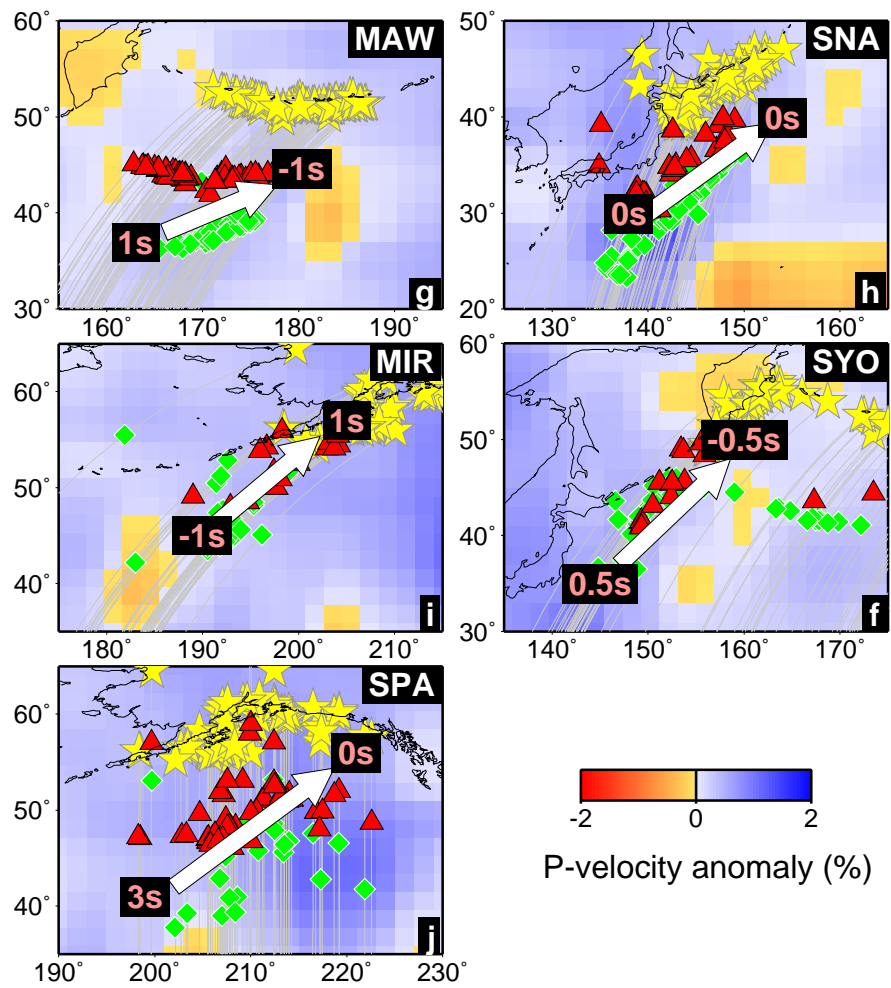 60˚
MAW
50˚
-1s
40˚
1s
30˚
g
160˚
170˚
180˚
190˚
50˚
SNA
40˚
0s
30˚
0s
20˚
h
130˚
140˚
150˚
160˚
60˚
MIR
1s
50˚
-1s
40˚
i
180˚
190˚
200˚
210˚
60˚
SYO
50˚
-0.5s
40˚
0.5s
30˚
f
140˚
150˚
160˚
170˚
SPA
60˚
0s
50˚
3s
40˚
j
190˚
200˚
210˚
220˚
230˚
-2
0
2
P-velocity anomaly (%)